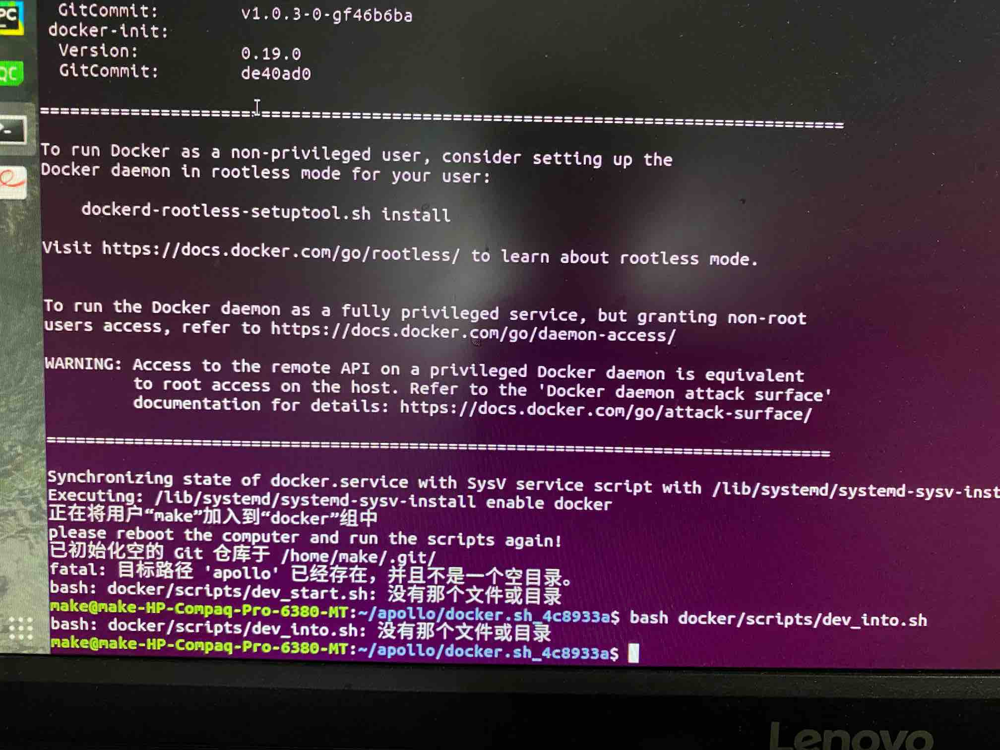 PC
GitCommit: v1.0.3-0-gf46b6ba
docker-init:
Version: 0.19.0
GitCommit: de40ad0
QC
================================================================================
To run Docker as a non-privileged user, consider setting up the
Docker daemon in rootless mode for your user:
dockerd-rootless-setuptool.sh install
Visit https://docs.docker.com/go/rootless/ to learn about rootless mode.
To run the Docker daemon as a fully privileged service, but granting non-root
users access, refer to https://docs.docker.com/go/daemon-access/
WARNING: Access to the remote API on a privileged Docker daemon is equivalent
to root access on the host. Refer to the 'Docker daemon attack surface'
documentation for details: https://docs.docker.com/go/attack-surface/
================================================================================
Synchronizing state of docker.service with SysV service script with /lib/systemd/systemd-sysv-inst
Executing: /lib/systemd/systemd-sysv-install enable docker
正在将用户“make”加入到“docker”组中
please reboot the computer and run the scripts again!
已初始化空的 Git 仓库于 /home/make/.git/
fatal: 目标路径 'apollo' 已经存在，并且不是一个空目录。
bash: docker/scripts/dev_start.sh: 没有那个文件或目录
make@make-HP-Compaq-Pro-6380-MT:~/apollo/docker.sh_4c8933a$ bash docker/scripts/dev_into.sh
bash: docker/scripts/dev_into.sh: 没有那个文件或目录
make@make-HP-Compaq-Pro-6380-MT:~/apollo/docker.sh_4c8933a$
Lenovo